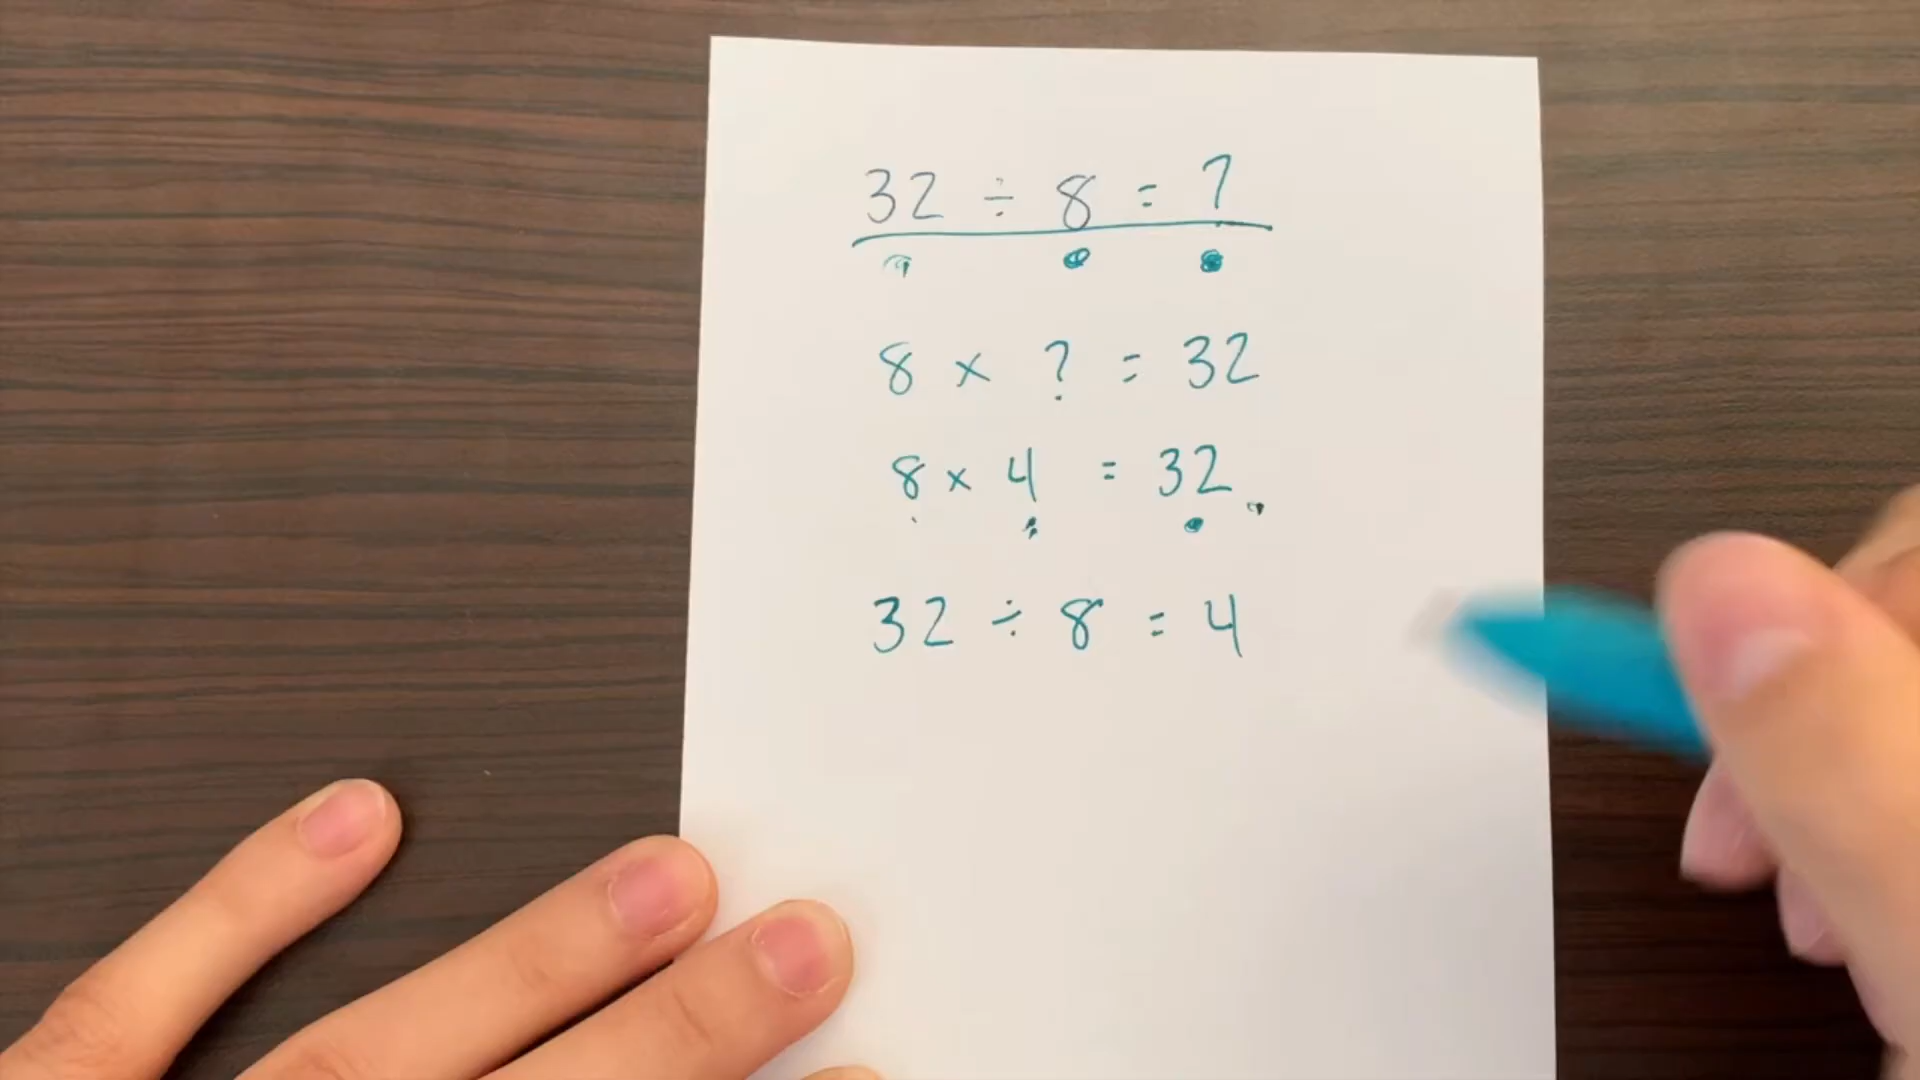 32 ÷ 8 = ?
8 × ? = 32
8 × 4 = 32
32 ÷ 8 = 4